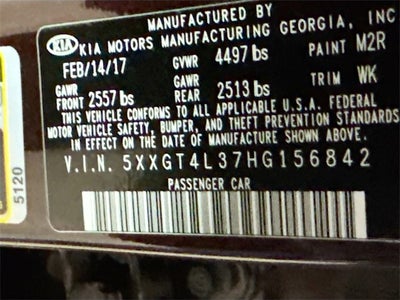 MANUFACTURED BY
KIA KIA MOTORS MANUFACTURING GEORGIA, INC
FEB/14/17 GVWR 4497 lbs PAINT M2R
GAWR FRONT 2557 lbs GAWR REAR 2513 lbs TRIM WK
THIS VEHICLE CONFORMS TO ALL APPLICABLE U.S.A. FEDERAL
MOTOR VEHICLE SAFETY, BUMPER, AND THEFT PREVENTION STANDARDS
IN EFFECT ON THE DATE OF MANUFACTURE SHOWN ABOVE.
V.I.N. 5XXGT4L37HG156842
PASSENGER CAR
5120